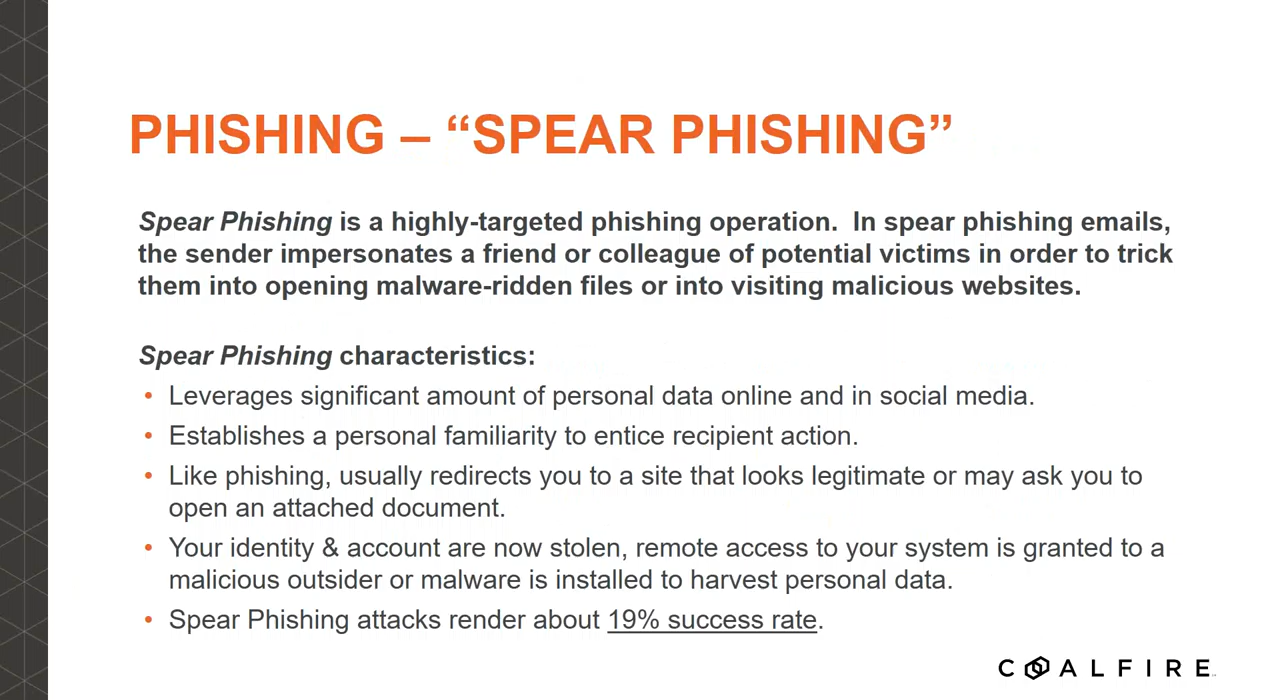 PHISHING – “SPEAR PHISHING”
Spear Phishing is a highly-targeted phishing operation.  In spear phishing emails,
the sender impersonates a friend or colleague of potential victims in order to trick
them into opening malware-ridden files or into visiting malicious websites.
Spear Phishing characteristics:
• Leverages significant amount of personal data online and in social media.
• Establishes a personal familiarity to entice recipient action.
• Like phishing, usually redirects you to a site that looks legitimate or may ask you to
open an attached document.
• Your identity & account are now stolen, remote access to your system is granted to a
malicious outsider or malware is installed to harvest personal data.
• Spear Phishing attacks render about 19% success rate.
COALFIRE